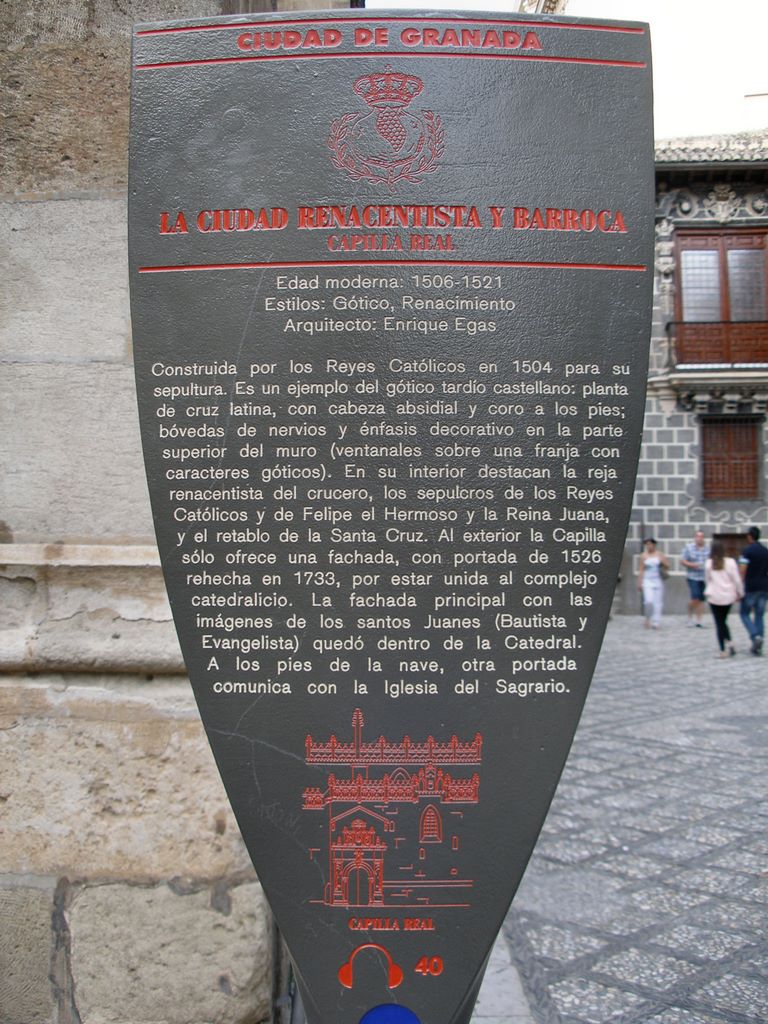 CIUDAD DE GRANADA
LA CIUDAD RENACENTISTA Y BARROCA
CAPILLA REAL
Edad moderna: 1506-1521
Estilos: Gótico, Renacimiento
Arquitecto: Enrique Egas
Construida por los Reyes Católicos en 1504 para su
sepultura. Es un ejemplo del gótico tardío castellano: planta
de cruz latina, con cabeza absidial y coro a los pies;
bóvedas de nervios y énfasis decorativo en la parte
superior del muro (ventanales sobre una franja con
caracteres góticos). En su interior destacan la reja
renacentista del crucero, los sepulcros de los Reyes
Católicos y de Felipe el Hermoso y la Reina Juana,
y el retablo de la Santa Cruz. Al exterior la Capilla
sólo ofrece una fachada, con portada de 1526
rehecha en 1733, por estar unida al complejo
catedralicio. La fachada principal con las
imágenes de los santos Juanes (Bautista y
Evangelista) quedó dentro de la Catedral.
A los pies de la nave, otra portada
comunica con la Iglesia del Sagrario.
CAPILLA REAL
40